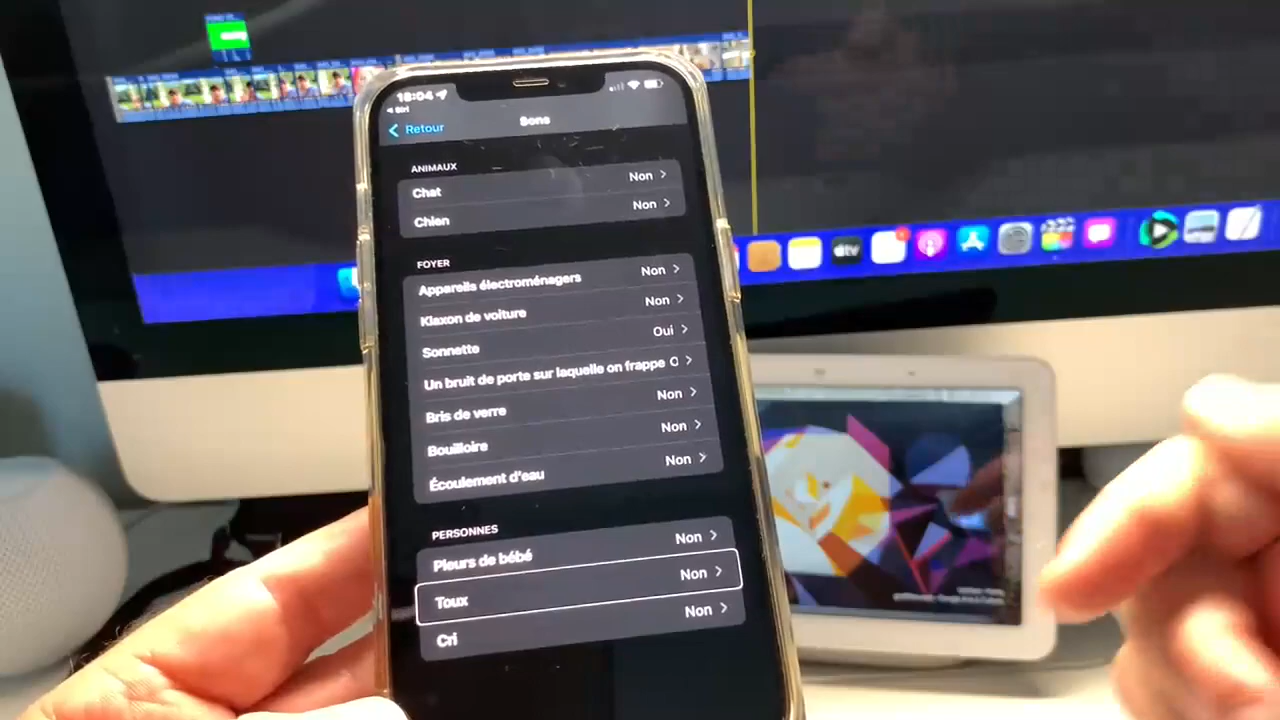 18:04
Siri
Retour
Sons
ANIMAUX
Chat Non
Chien Non
FOYER
Appareils électroménagers Non
Klaxon de voiture Non
Sonnette Oui
Un bruit de porte sur laquelle on frappe O
Bris de verre Non
Bouilloire Non
Écoulement d'eau Non
PERSONNES
Pleurs de bébé Non
Toux Non
Cri Non
tv